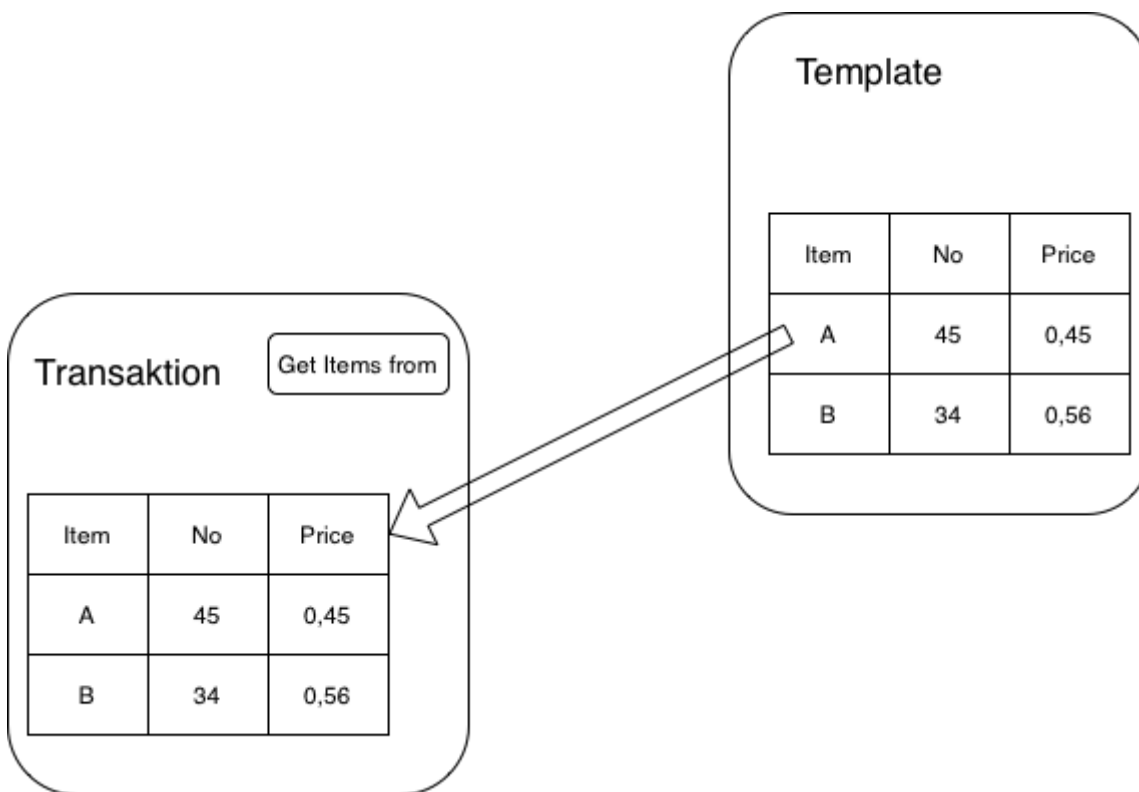 Template
Item No Price
A 45 0,45
B 34 0,56
Transaktion
Get Items from
Item No Price
A 45 0,45
B 34 0,56